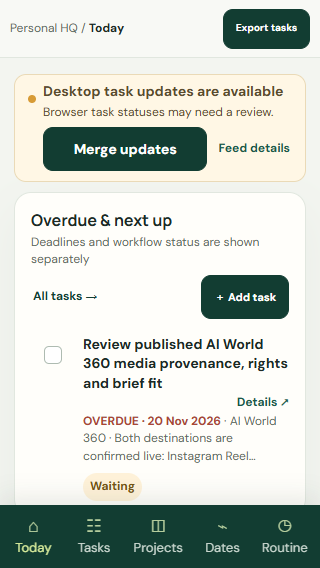 Personal HQ / Today
Export tasks
Desktop task updates are available
Browser task statuses may need a review.
Merge updates
Feed details
Overdue & next up
Deadlines and workflow status are shown
separately
All tasks →
+ Add task
Review published AI World
360 media provenance, rights
and brief fit
Details ↗
OVERDUE · 20 Nov 2026 · AI World
360 · Both destinations are
confirmed live: Instagram Reel...
Waiting
Today
Tasks
Projects
Dates
Routine